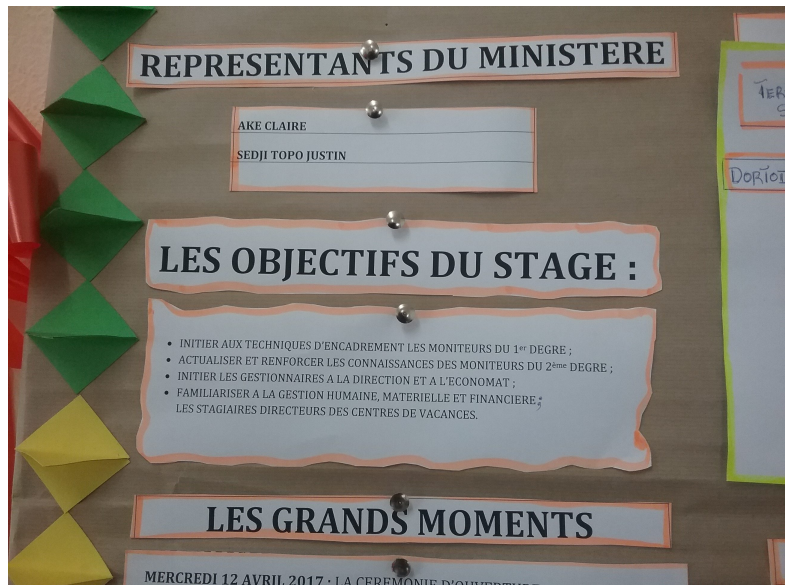 REPRESENTANTS DU MINISTERE
AKE CLAIRE
SEDJI TOPO JUSTIN
LES OBJECTIFS DU STAGE :
• INITIER AUX TECHNIQUES D'ENCADREMENT LES MONITEURS DU 1er DEGRE ;
• ACTUALISER ET RENFORCER LES CONNAISSANCES DES MONITEURS DU 2ème DEGRE ;
• INITIER LES GESTIONNAIRES A LA DIRECTION ET A L'ECONOMAT ;
• FAMILIARISER A LA GESTION HUMAINE, MATERIELLE ET FINANCIERE ;
LES STAGIAIRES DIRECTEURS DES CENTRES DE VACANCES.
LES GRANDS MOMENTS
MERCREDI 12 AVRIL 2017 : LA CEREMONIE D'OUVERTURE